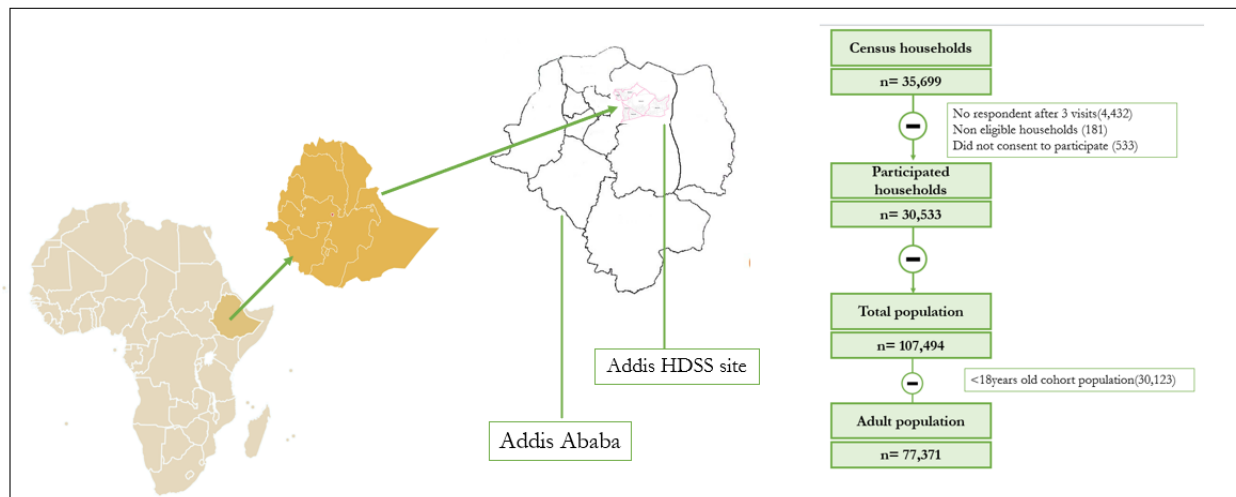 Addis HDSS site
Addis Ababa
Census households
n= 35,699
No respondent after 3 visits(4,432)
Non eligible households (181)
Did not consent to participate (533)
Participated
households
n= 30,533
Total population
n= 107,494
<18years old cohort population(30,123)
Adult population
n= 77,371